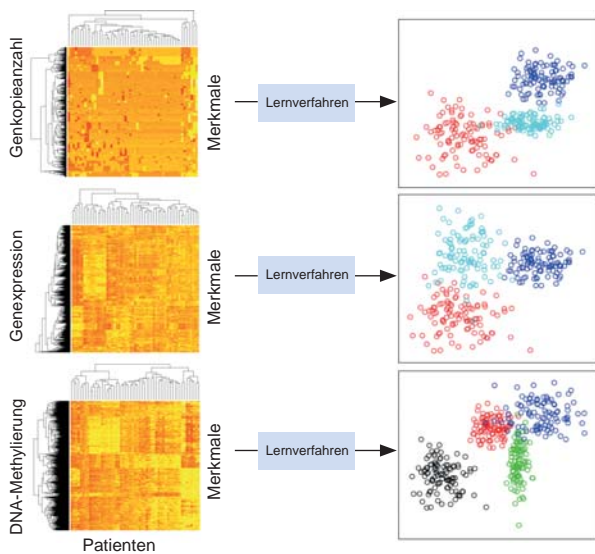 Genkopieanzahl
Merkmale
Lernverfahren
Genexpression
Merkmale
Lernverfahren
DNA-Methylierung
Merkmale
Lernverfahren
Patienten